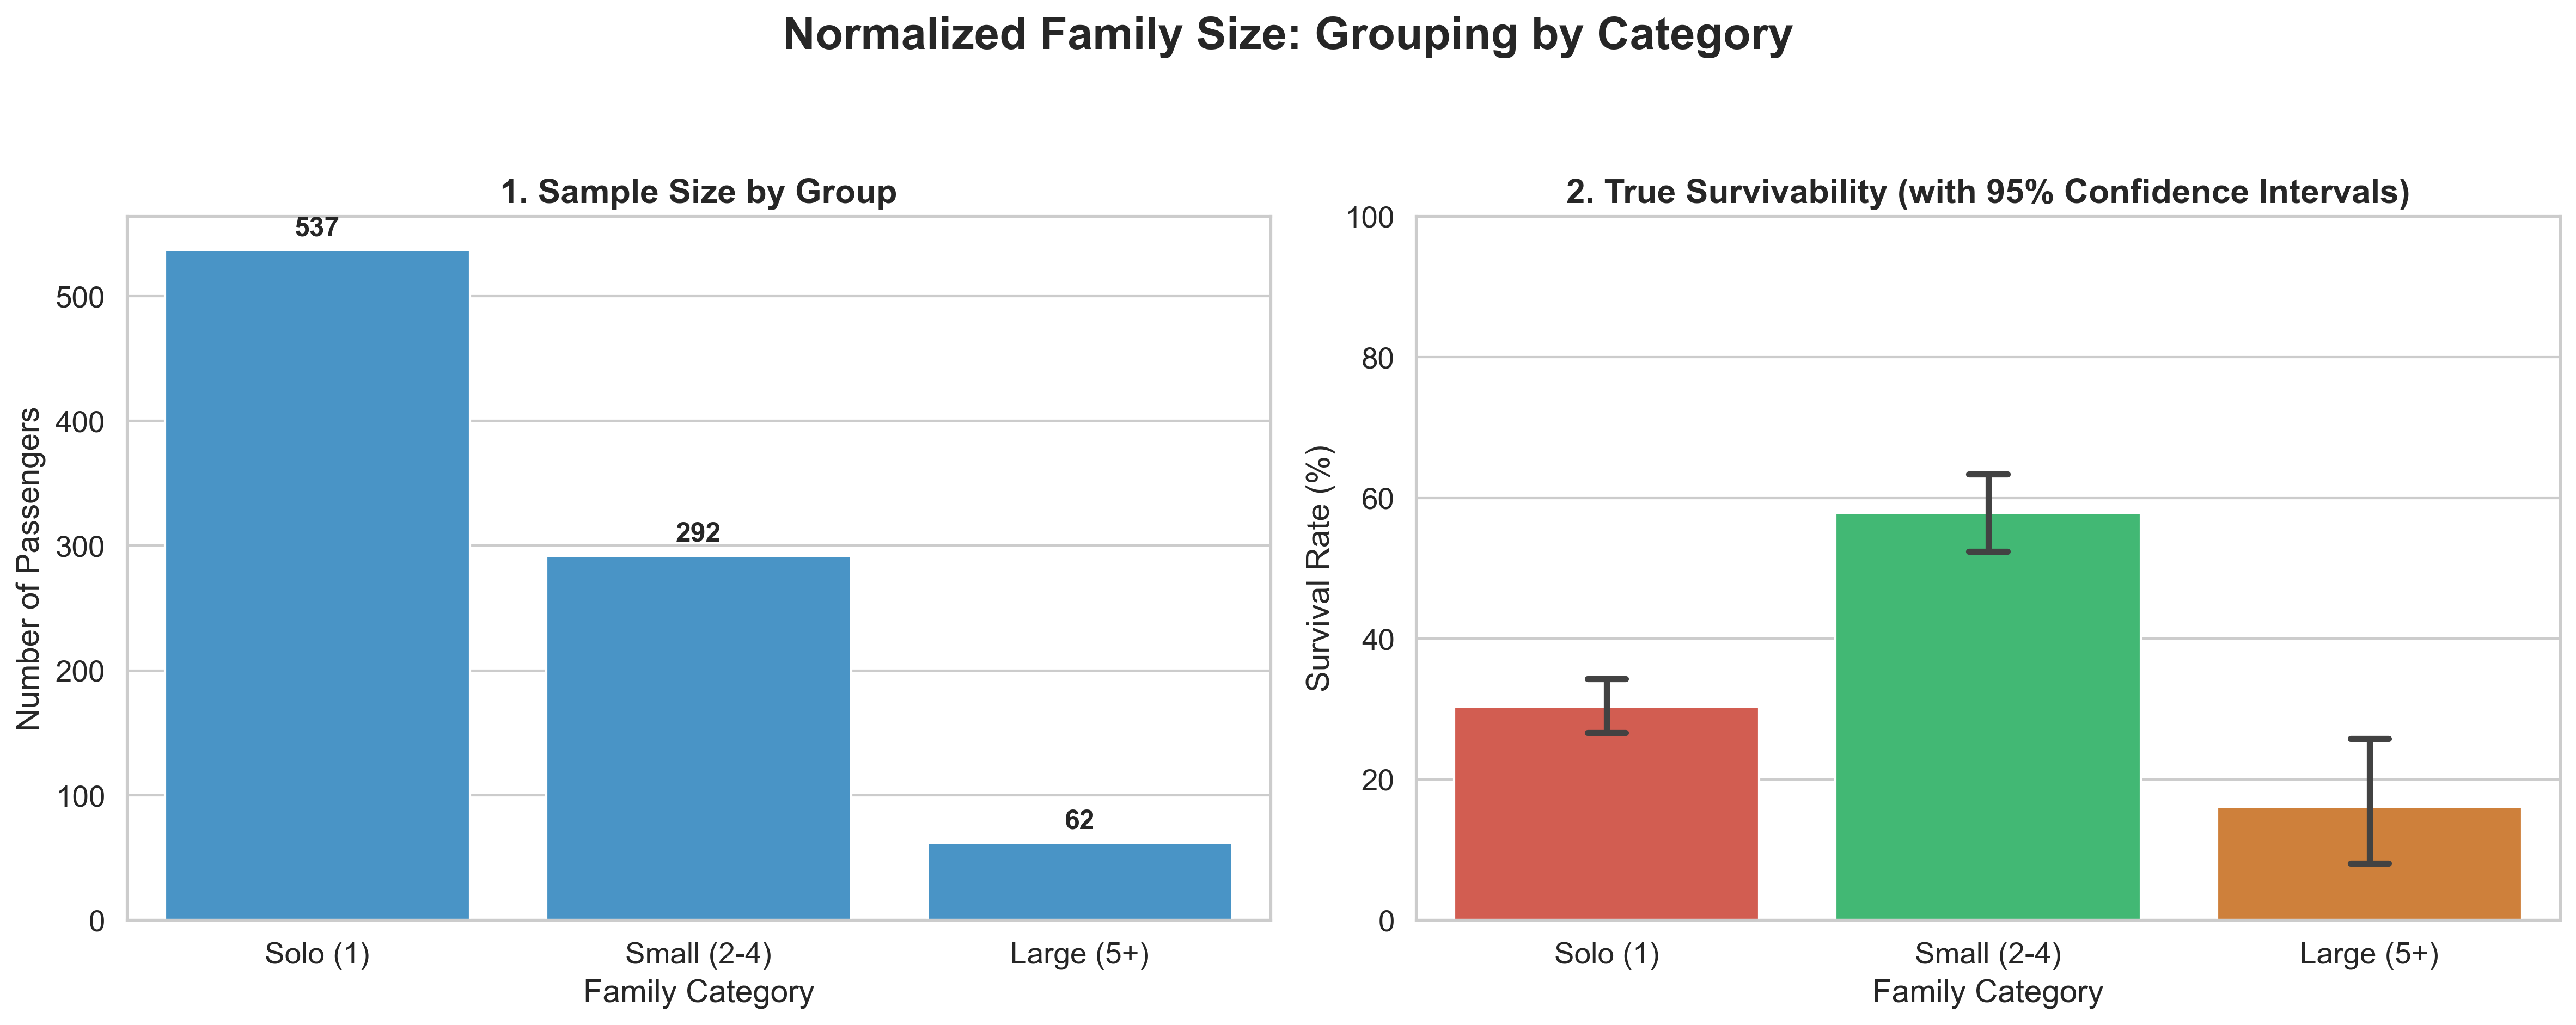 Normalized Family Size: Grouping by Category
1. Sample Size by Group
Number of Passengers
500
400
300
200
100
0
537
292
62
Solo (1)
Small (2-4)
Large (5+)
Family Category
2. True Survivability (with 95% Confidence Intervals)
Survival Rate (%)
100
80
60
40
20
0
Solo (1)
Small (2-4)
Large (5+)
Family Category